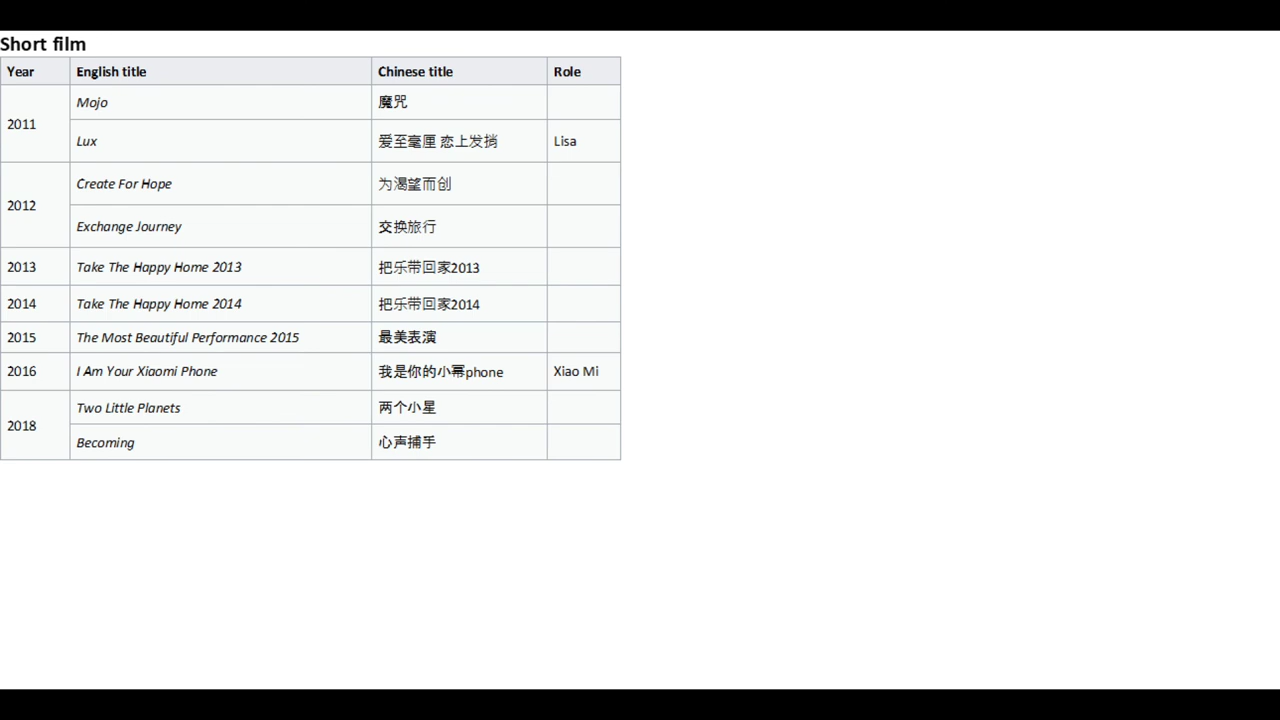 Short film
Year English title Chinese title Role
2011 Mojo 魔咒
Lux 爱至毫厘 恋上发捎 Lisa
2012 Create For Hope 为渴望而创
Exchange Journey 交换旅行
2013 Take The Happy Home 2013 把乐带回家2013
2014 Take The Happy Home 2014 把乐带回家2014
2015 The Most Beautiful Performance 2015 最美表演
2016 I Am Your Xiaomi Phone 我是你的小幂phone Xiao Mi
2018 Two Little Planets 两个小星
Becoming 心声捕手